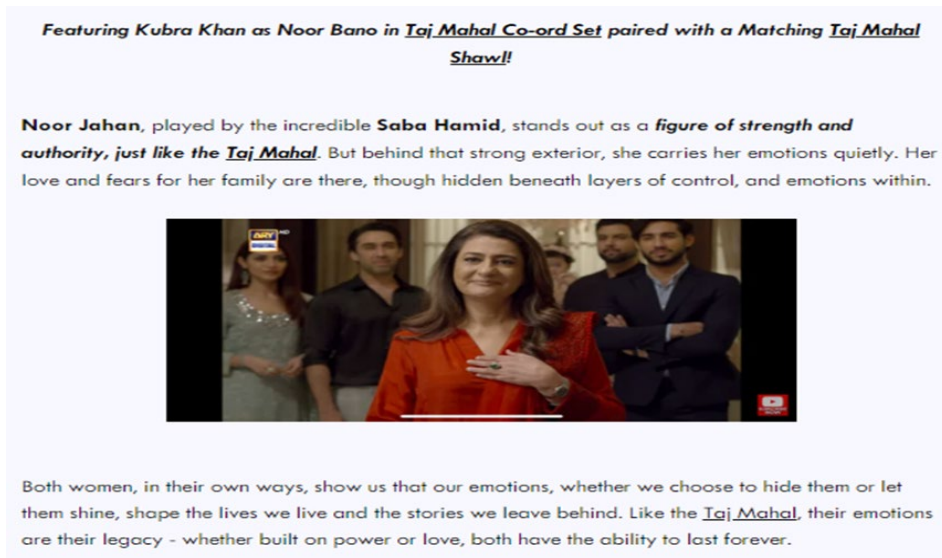 Featuring Kubra Khan as Noor Bano in Taj Mahal Co-ord Set paired with a Matching Taj Mahal
Shawl!
Noor Jahan, played by the incredible Saba Hamid, stands out as a figure of strength and
authority, just like the Taj Mahal. But behind that strong exterior, she carries her emotions quietly. Her
love and fears for her family are there, though hidden beneath layers of control, and emotions within.
ARY HD
DIGITAL
SUBSCRIBE
NOW
Both women, in their own ways, show us that our emotions, whether we choose to hide them or let
them shine, shape the lives we live and the stories we leave behind. Like the Taj Mahal, their emotions
are their legacy - whether built on power or love, both have the ability to last forever.